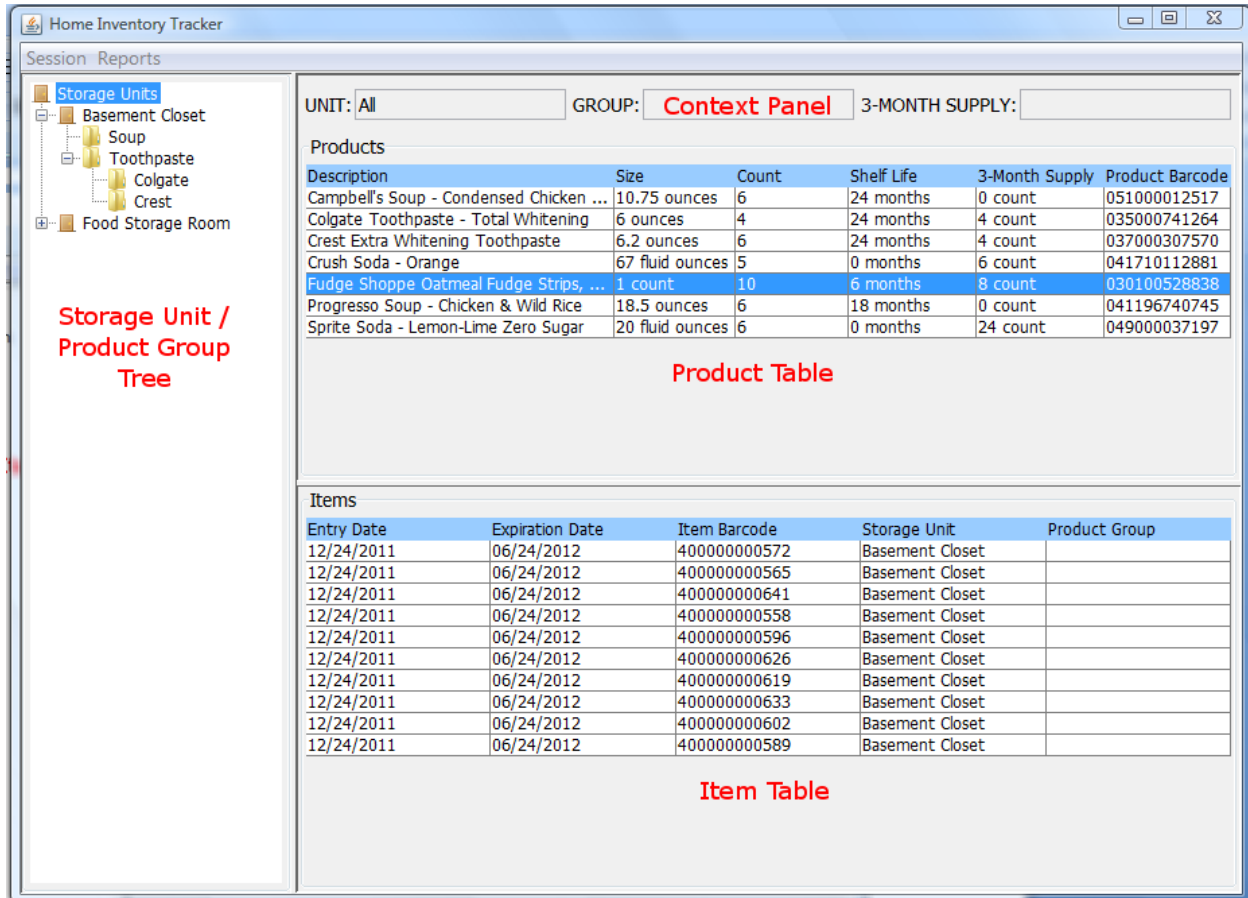 Home Inventory Tracker
Session Reports
Storage Units
Basement Closet
Soup
Toothpaste
Colgate
Crest
Food Storage Room
Storage Unit /
Product Group
Tree
UNIT: All GROUP: Context Panel 3-MONTH SUPPLY:
Products
Description Size Count Shelf Life 3-Month Supply Product Barcode
Campbell's Soup - Condensed Chicken ... 10.75 ounces 6 24 months 0 count 051000012517
Colgate Toothpaste - Total Whitening 6 ounces 4 24 months 4 count 035000741264
Crest Extra Whitening Toothpaste 6.2 ounces 6 24 months 4 count 037000307570
Crush Soda - Orange 67 fluid ounces 5 0 months 6 count 041710112881
Fudge Shoppe Oatmeal Fudge Strips, ... 1 count 10 6 months 8 count 030100528838
Progresso Soup - Chicken & Wild Rice 18.5 ounces 6 18 months 0 count 041196740745
Sprite Soda - Lemon-Lime Zero Sugar 20 fluid ounces 6 0 months 24 count 049000037197
Product Table
Items
Entry Date Expiration Date Item Barcode Storage Unit Product Group
12/24/2011 06/24/2012 400000000572 Basement Closet
12/24/2011 06/24/2012 400000000565 Basement Closet
12/24/2011 06/24/2012 400000000641 Basement Closet
12/24/2011 06/24/2012 400000000558 Basement Closet
12/24/2011 06/24/2012 400000000596 Basement Closet
12/24/2011 06/24/2012 400000000626 Basement Closet
12/24/2011 06/24/2012 400000000619 Basement Closet
12/24/2011 06/24/2012 400000000633 Basement Closet
12/24/2011 06/24/2012 400000000602 Basement Closet
12/24/2011 06/24/2012 400000000589 Basement Closet
Item Table